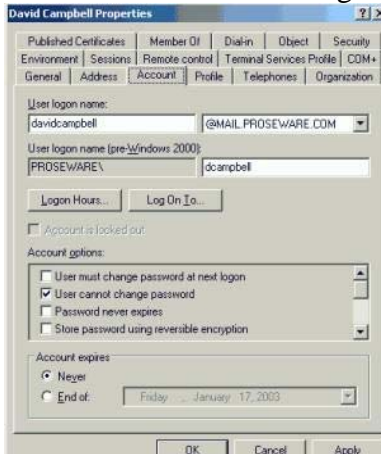 David Campbell Properties
Published Certificates Member Of Dial-in Object Security
Environment Sessions Remote control Terminal Services Profile COM+
General Address Account Profile Telephones Organization
User logon name:
davidcampbell @MAIL.PROSEWARE.COM
User logon name (pre-Windows 2000):
PROSEWARE\ dcampbell
Logon Hours... Log On To...
Account is locked out
Account options:
User must change password at next logon
User cannot change password
Password never expires
Store password using reversible encryption
Account expires
Never
End of: Friday , January 17, 2003
OK Cancel Apply